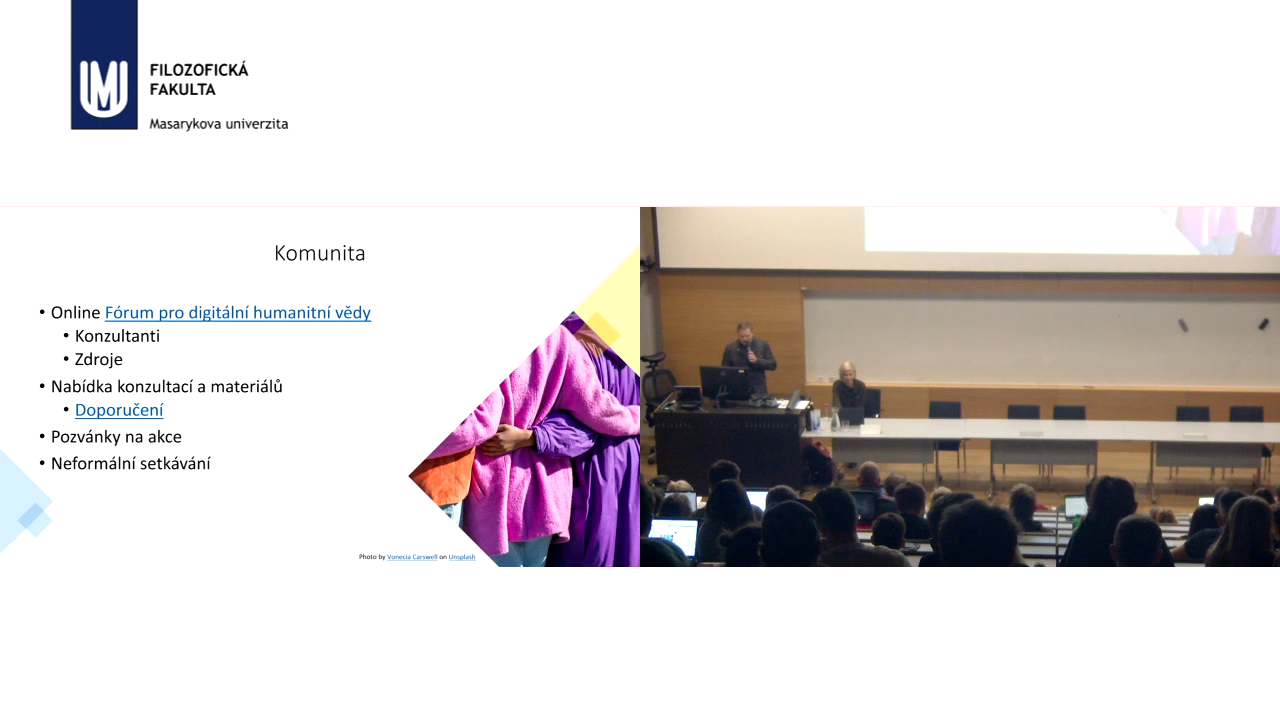 FILOZOFICKÁ
FAKULTA
Masarykova univerzita
Komunita
• Online Fórum pro digitální humanitní vědy
• Konzultanti
• Zdroje
• Nabídka konzultací a materiálů
• Doporučení
• Pozvánky na akce
• Neformální setkávání
Photo by Vonecia Carswell on Unsplash